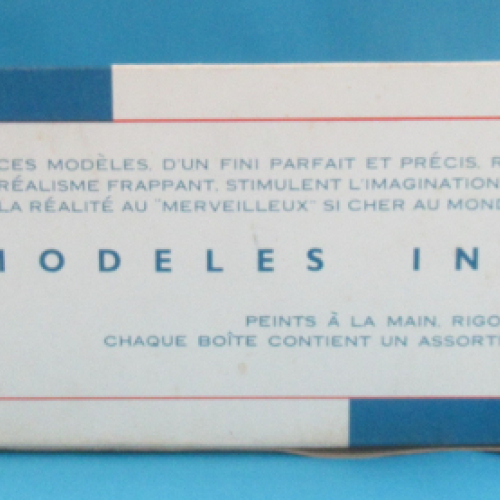 CES MODÈLES, D'UN FINI PARFAIT ET PRÉCIS,
RÉALISME FRAPPANT, STIMULENT L'IMAGINATION
LA RÉALITÉ AU "MERVEILLEUX" SI CHER AU MOND
MODELES IN
PEINTS À LA MAIN, RIGO
CHAQUE BOÎTE CONTIENT UN ASSORTI